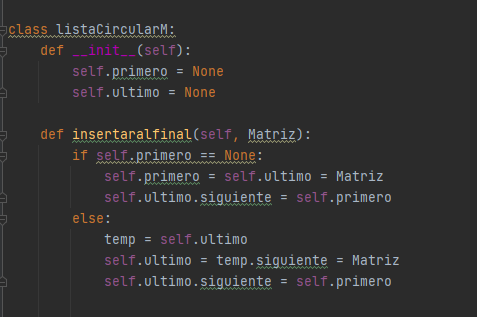 class listaCircularM:
    def __init__(self):
        self.primero = None
        self.ultimo = None
    def insertaralfinal(self, Matriz):
        if self.primero == None:
            self.primero = self.ultimo = Matriz
            self.ultimo.siguiente = self.primero
        else:
            temp = self.ultimo
            self.ultimo = temp.siguiente = Matriz
            self.ultimo.siguiente = self.primero